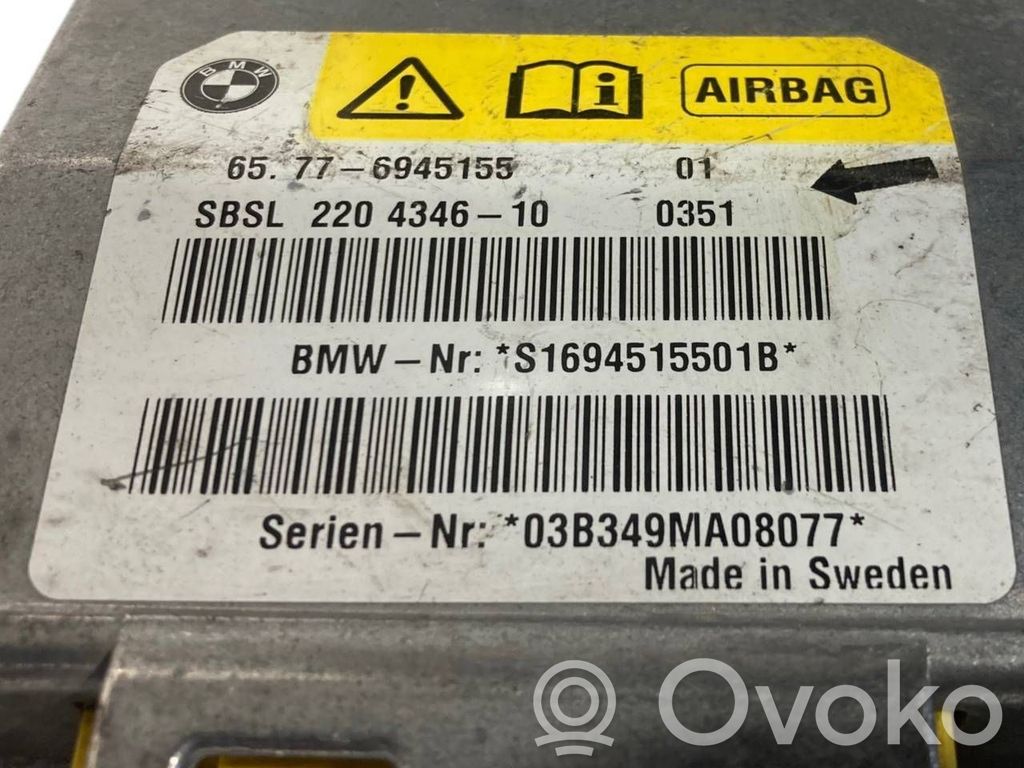 BMW
AIRBAG
65. 77-6945155 01
SBSL 220 4346-10 0351
BMW-Nr: *S1694515501B*
Serien-Nr: *03B349MA08077*
Made in Sweden
Ovoko